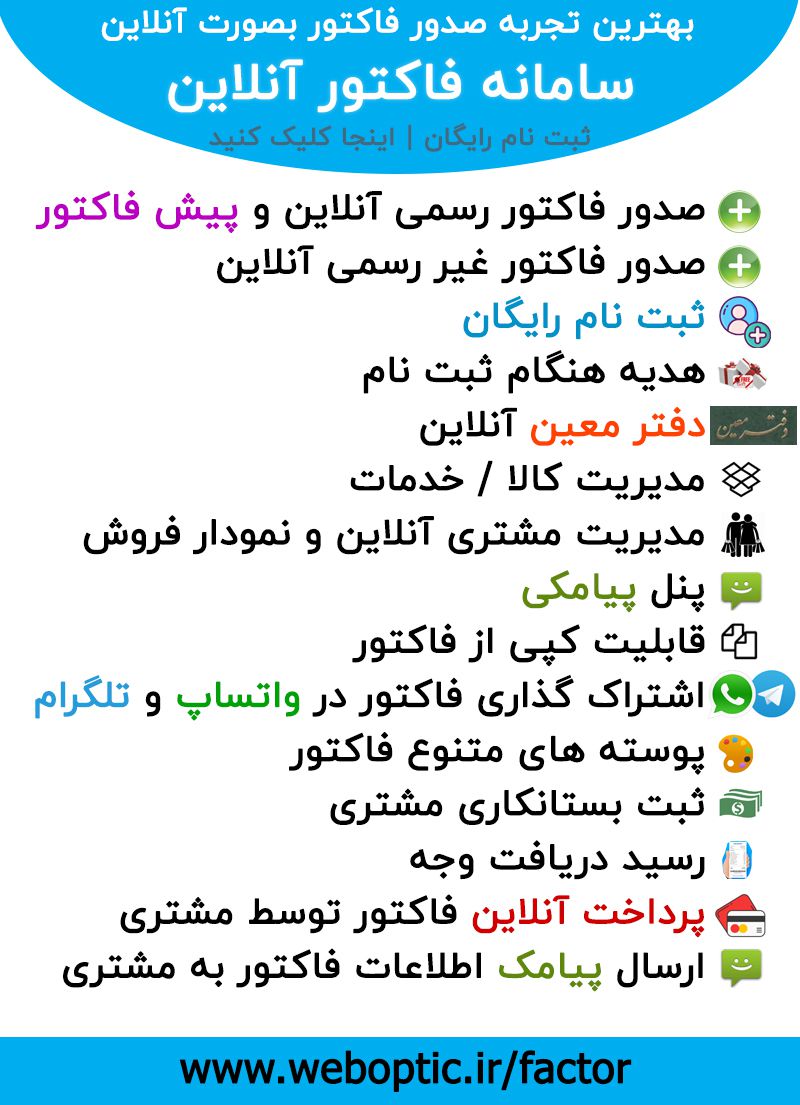 بهترین تجربه صدور فاکتور بصورت آنلاین
سامانه فاکتور آنلاین
ثبت نام رایگان | اینجا کلیک کنید
صدور فاکتور رسمی آنلاین و پیش فاکتور
صدور فاکتور غیر رسمی آنلاین
ثبت نام رایگان
هدیه هنگام ثبت نام
دفتر معین
دفتر معین آنلاین
مدیریت کالا / خدمات
مدیریت مشتری آنلاین و نمودار فروش
پنل پیامکی
قابلیت کپی از فاکتور
اشتراک گذاری فاکتور در واتساپ و تلگرام
پوسته های متنوع فاکتور
ثبت بستانکاری مشتری
رسید دریافت وجه
پرداخت آنلاین فاکتور توسط مشتری
ارسال پیامک اطلاعات فاکتور به مشتری
www.weboptic.ir/factor